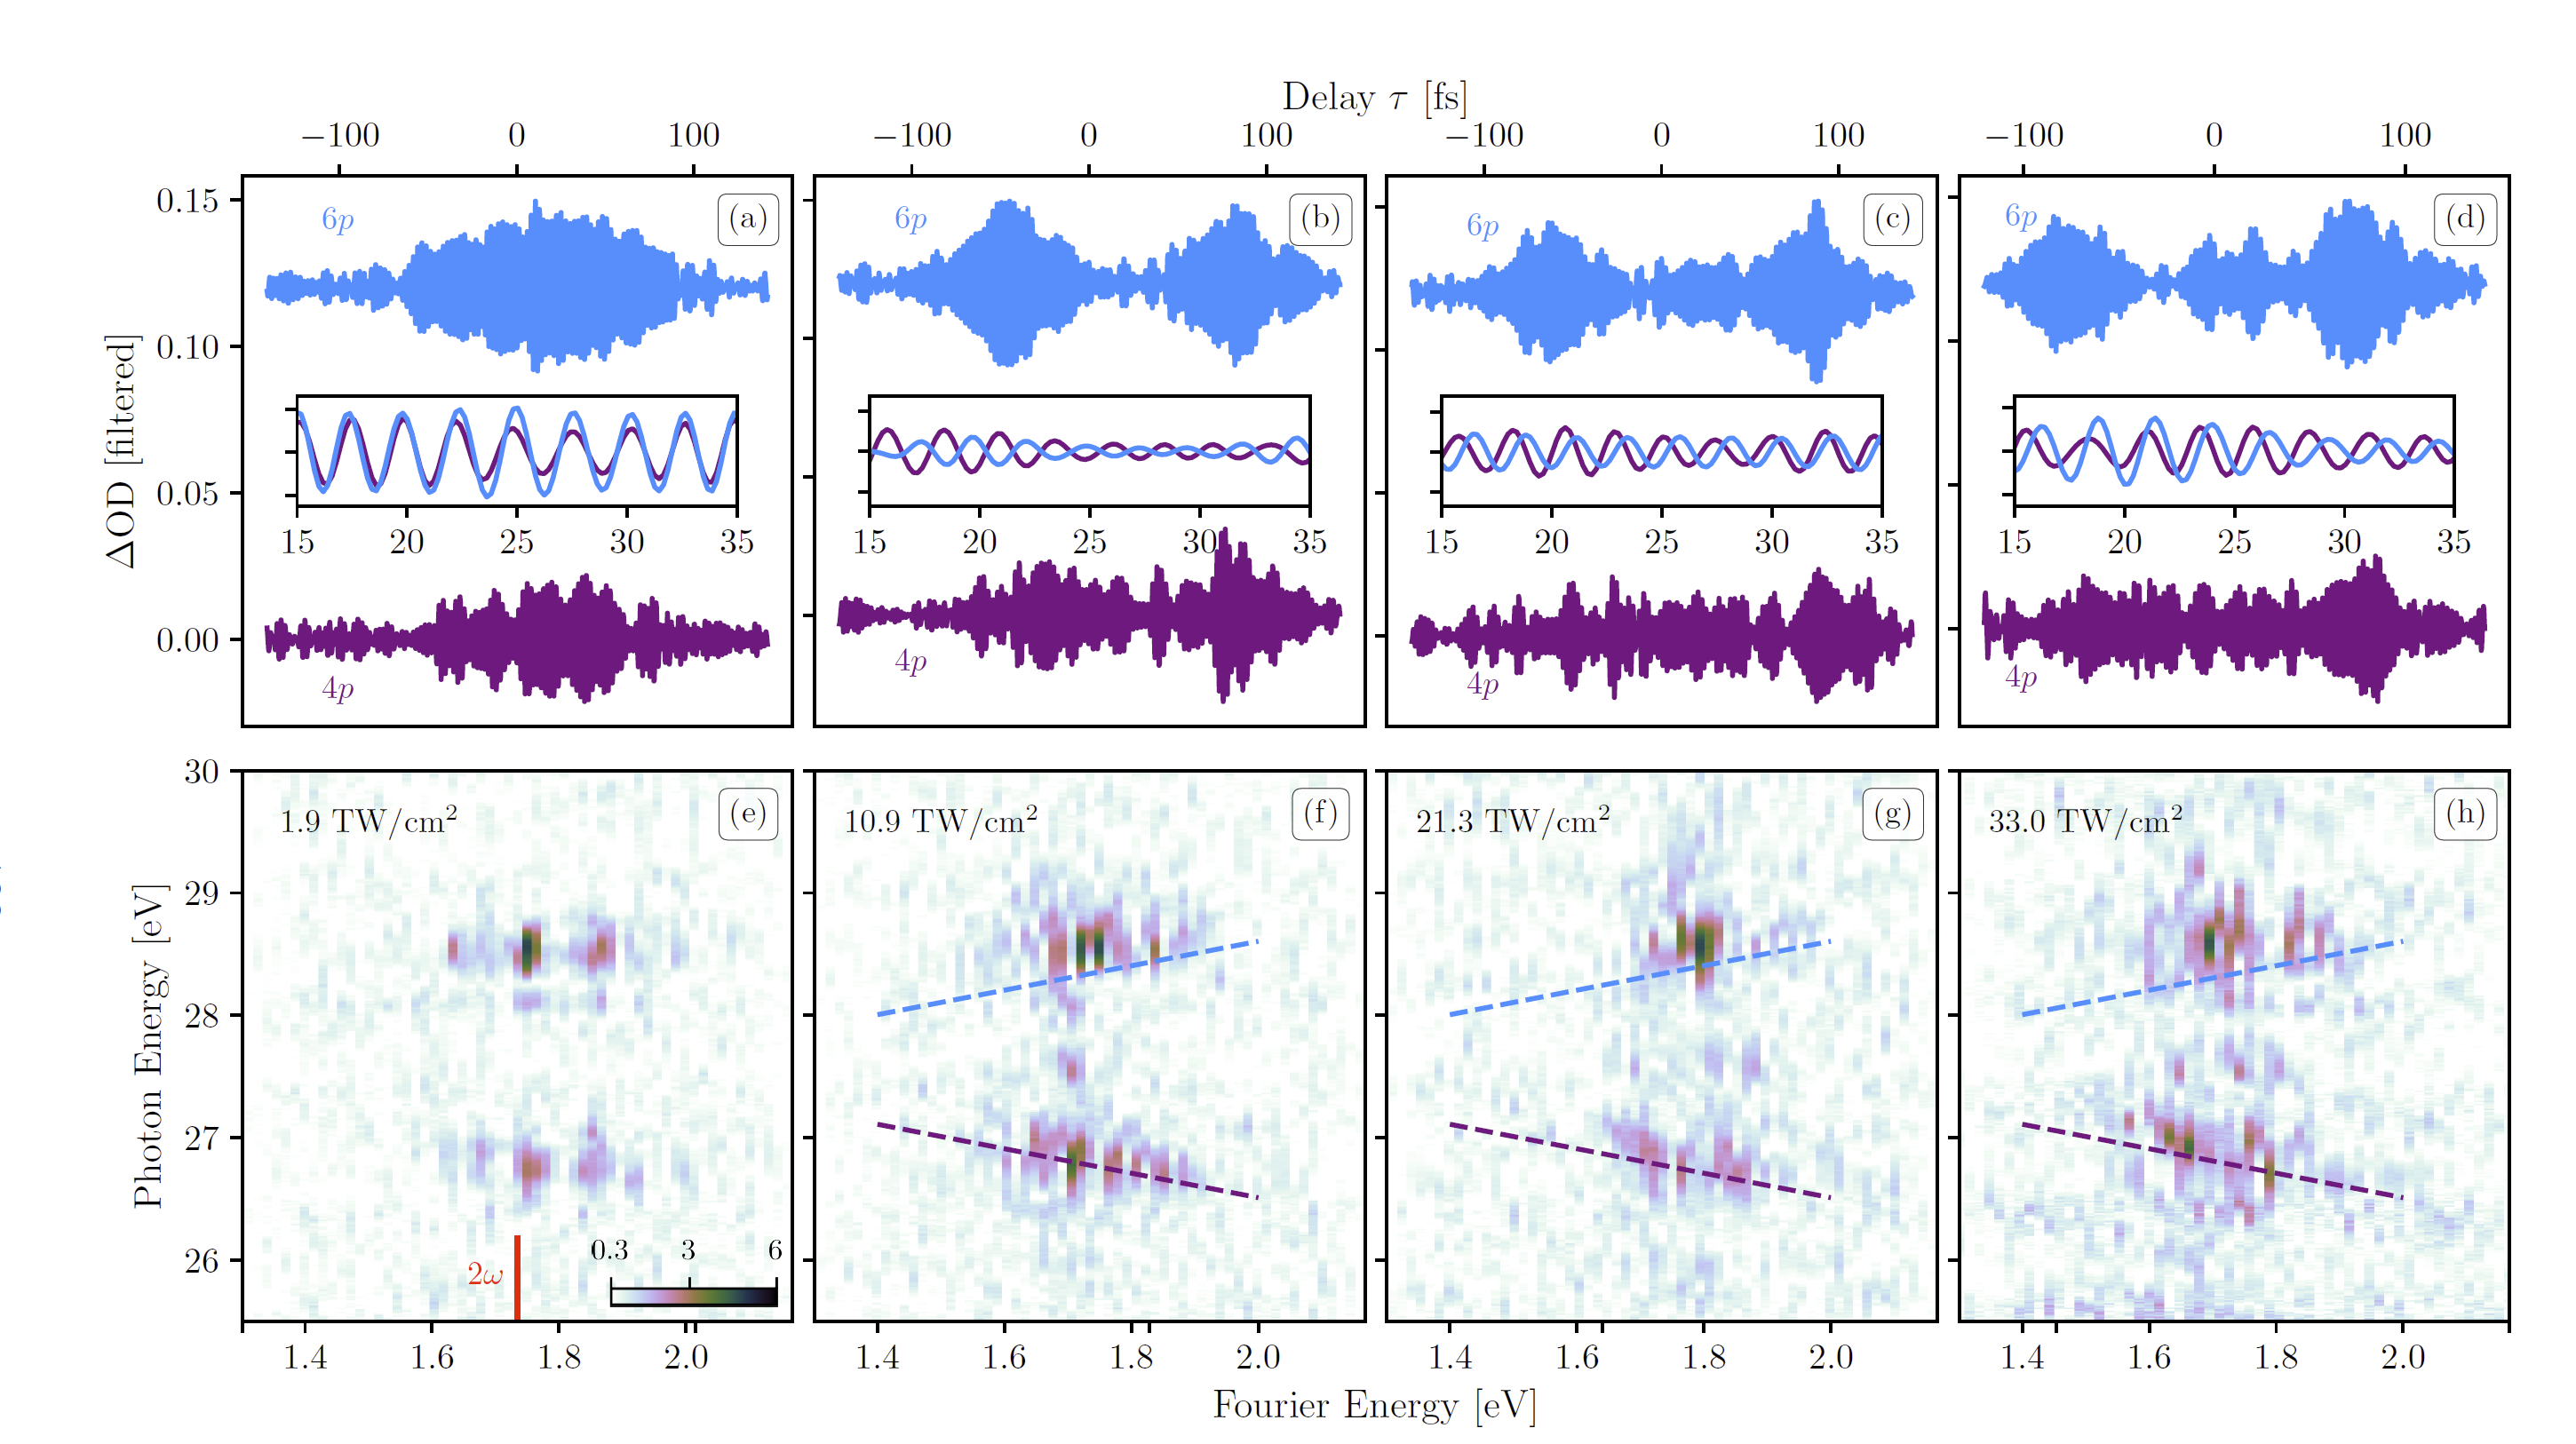 Delay τ [fs]
−100 0 100 −100 0 100 −100 0 100 −100 0 100
0.15
0.10
0.05
0.00
ΔOD [filtered]
6p (a)
15 20 25 30 35
4p
6p (b)
15 20 25 30 35
4p
6p (c)
15 20 25 30 35
4p
6p (d)
15 20 25 30 35
4p
30
29
28
27
26
Photon Energy [eV]
1.9 TW/cm² (e)
2ω
0.3 3 6
10.9 TW/cm² (f)
21.3 TW/cm² (g)
33.0 TW/cm² (h)
1.4 1.6 1.8 2.0 1.4 1.6 1.8 2.0 1.4 1.6 1.8 2.0 1.4 1.6 1.8 2.0
Fourier Energy [eV]